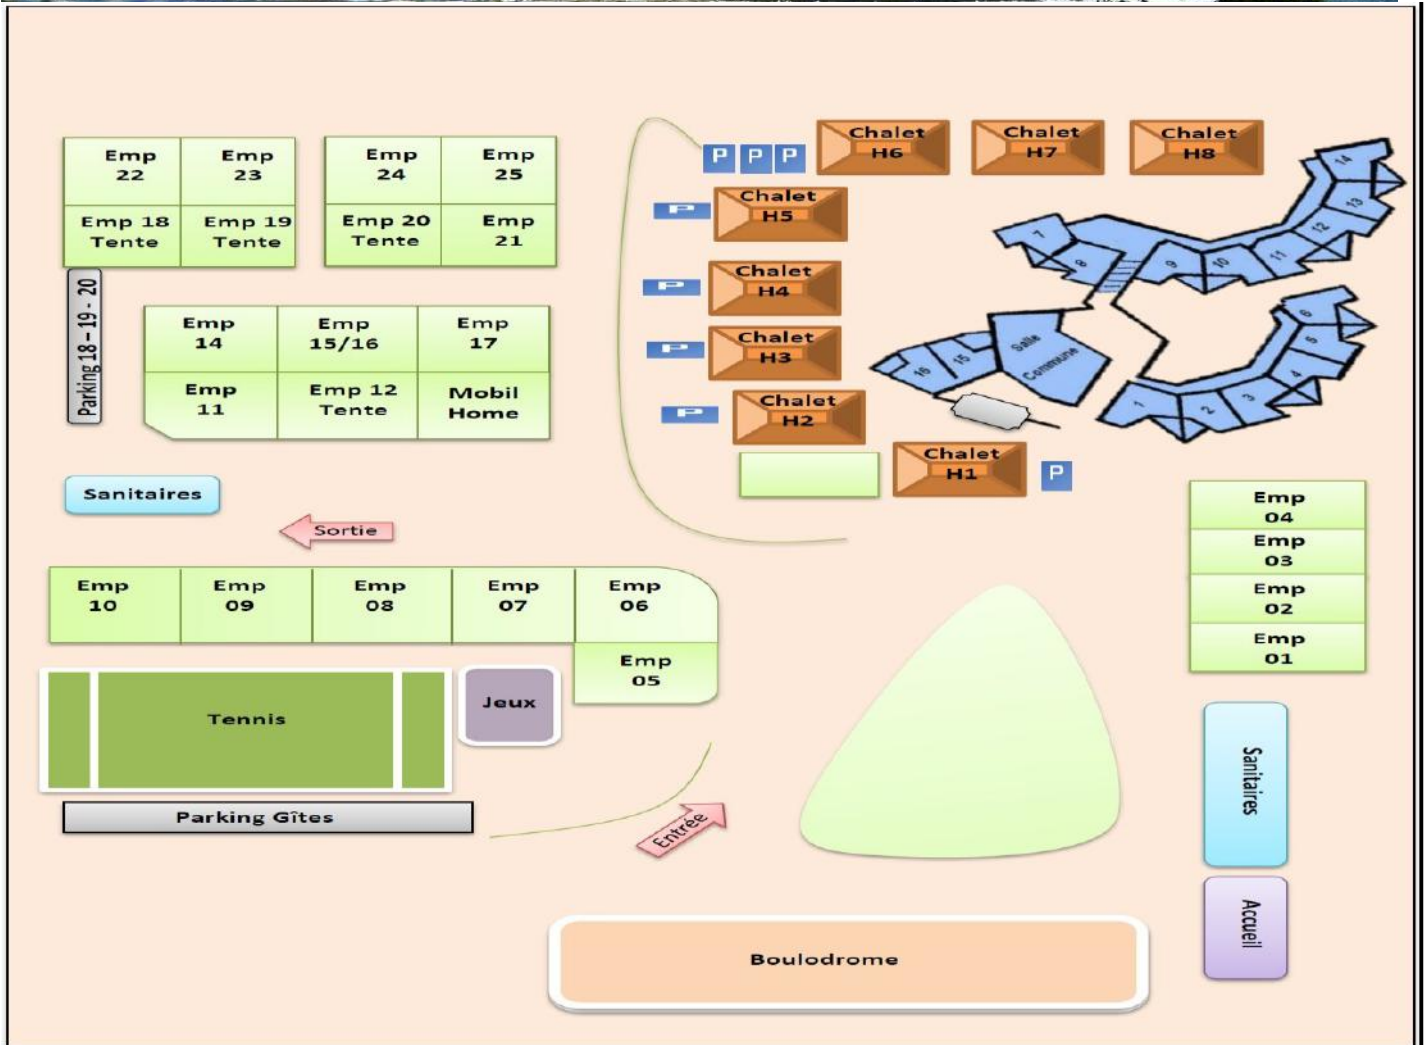 Emp
22
Emp
23
Emp
24
Emp
25
Emp 18
Tente
Emp 19
Tente
Emp 20
Tente
Emp
21
Parking 18 – 19 - 20
Emp
14
Emp
15/16
Emp
17
Emp
11
Emp 12
Tente
Mobil
Home
Sanitaires
Sortie
Emp
10
Emp
09
Emp
08
Emp
07
Emp
06
Emp
05
Tennis
Jeux
Parking Gîtes
Entrée
Boulodrome
P
P
P
Chalet
H6
Chalet
H7
Chalet
H8
P
Chalet
H5
P
Chalet
H4
P
Chalet
H3
P
Chalet
H2
Chalet
H1
P
14
13
12
11
10
9
8
7
6
5
4
3
2
1
Salle
Commune
15
16
Emp
04
Emp
03
Emp
02
Emp
01
Sanitaires
Accueil